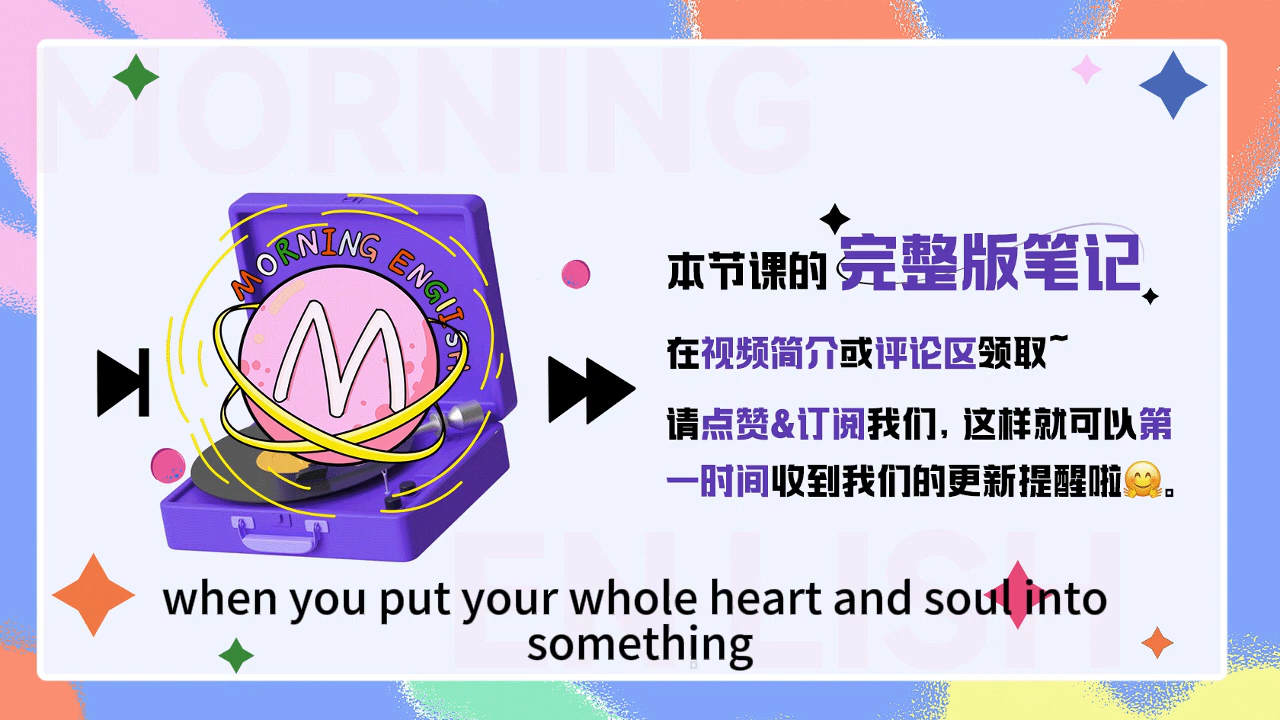 MORNING
MORNING ENGlISH
M
本节课的 完整版笔记
在视频简介或评论区领取~
请点赞&订阅我们, 这样就可以第
一时间收到我们的更新提醒啦🤗。
ENGLISH
when you put your whole heart and soul into
something